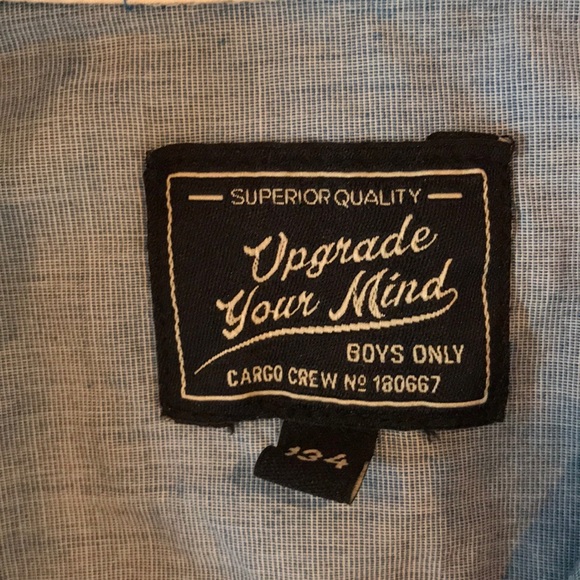 SUPERIOR QUALITY
Upgrade
Your Mind
BOYS ONLY
CARGO CREW Nº 180667
134